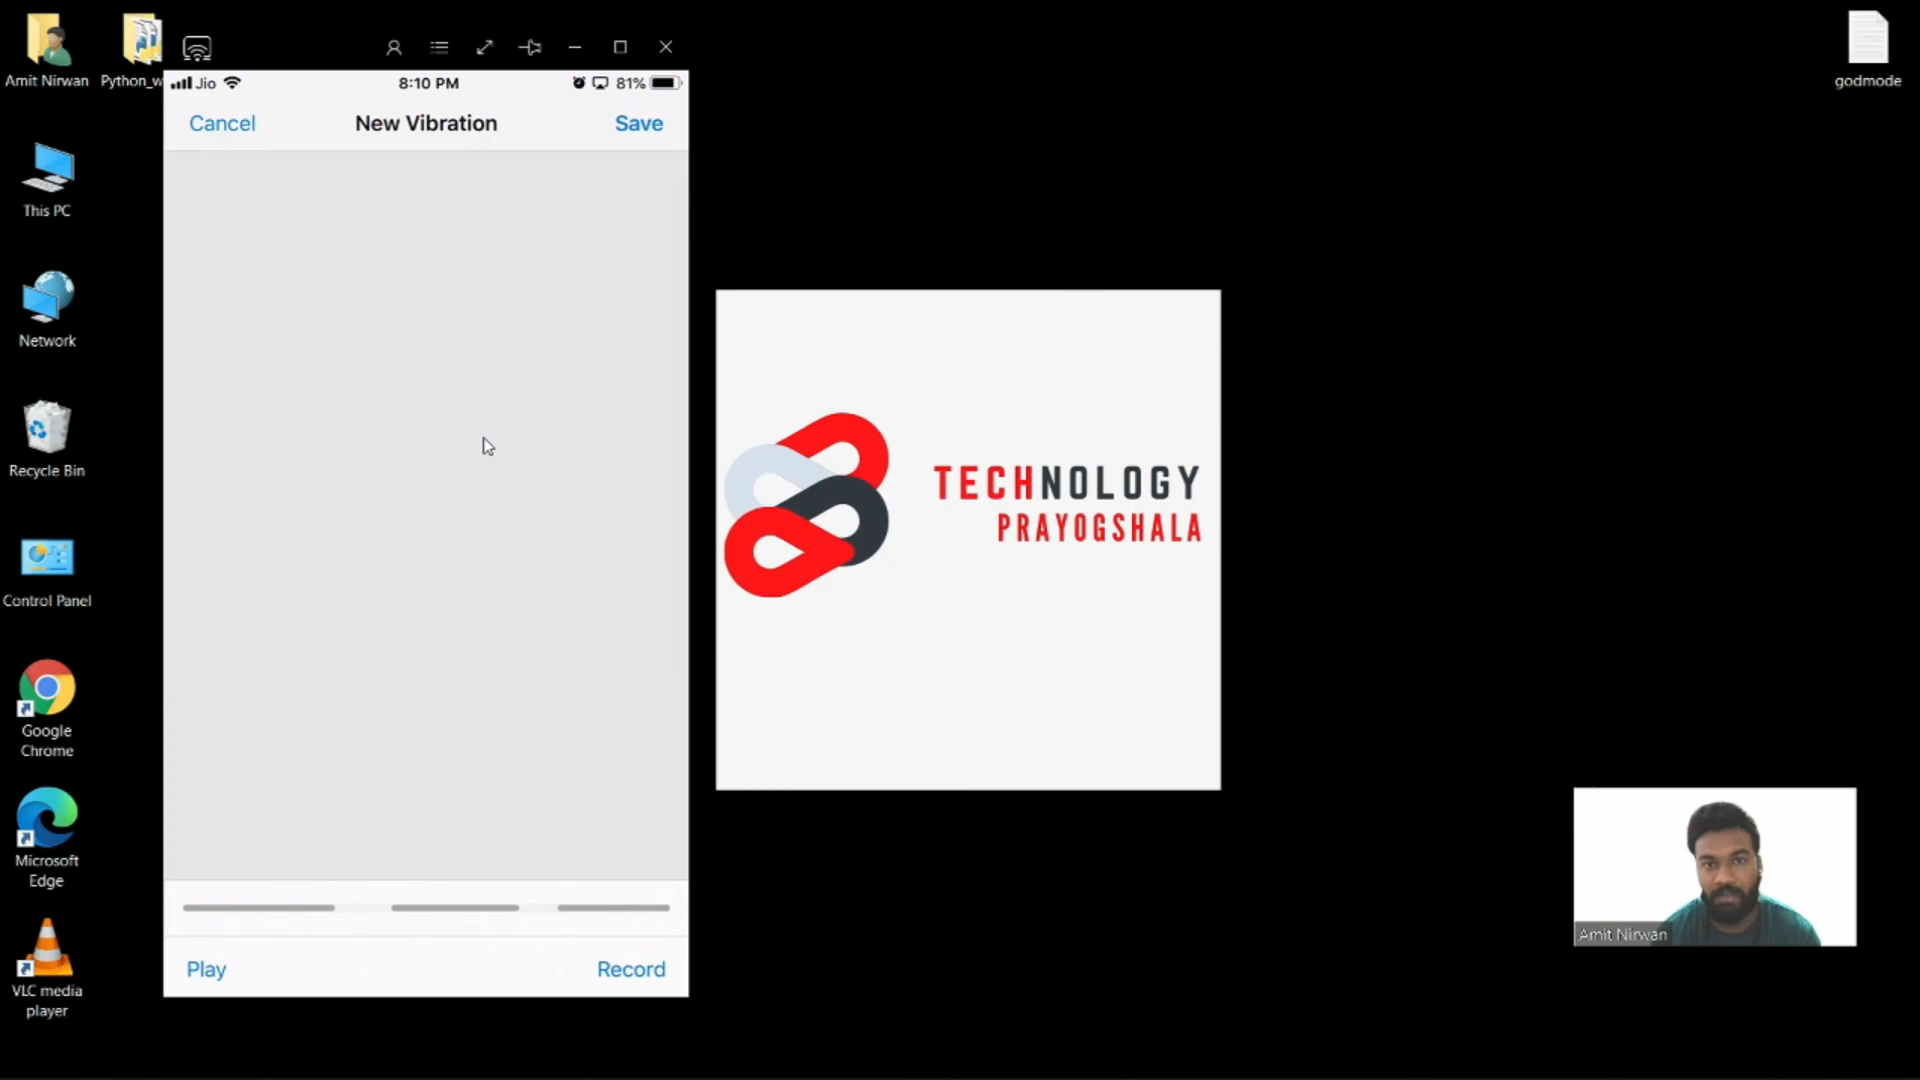 Amit Nirwan
Python_w
godmode
Jio
8:10 PM
81%
Cancel
New Vibration
Save
This PC
Network
Recycle Bin
Control Panel
Google
Chrome
Microsoft
Edge
VLC media
player
TECHNOLOGY
PRAYOGSHALA
Play
Record
Amit Nirwan